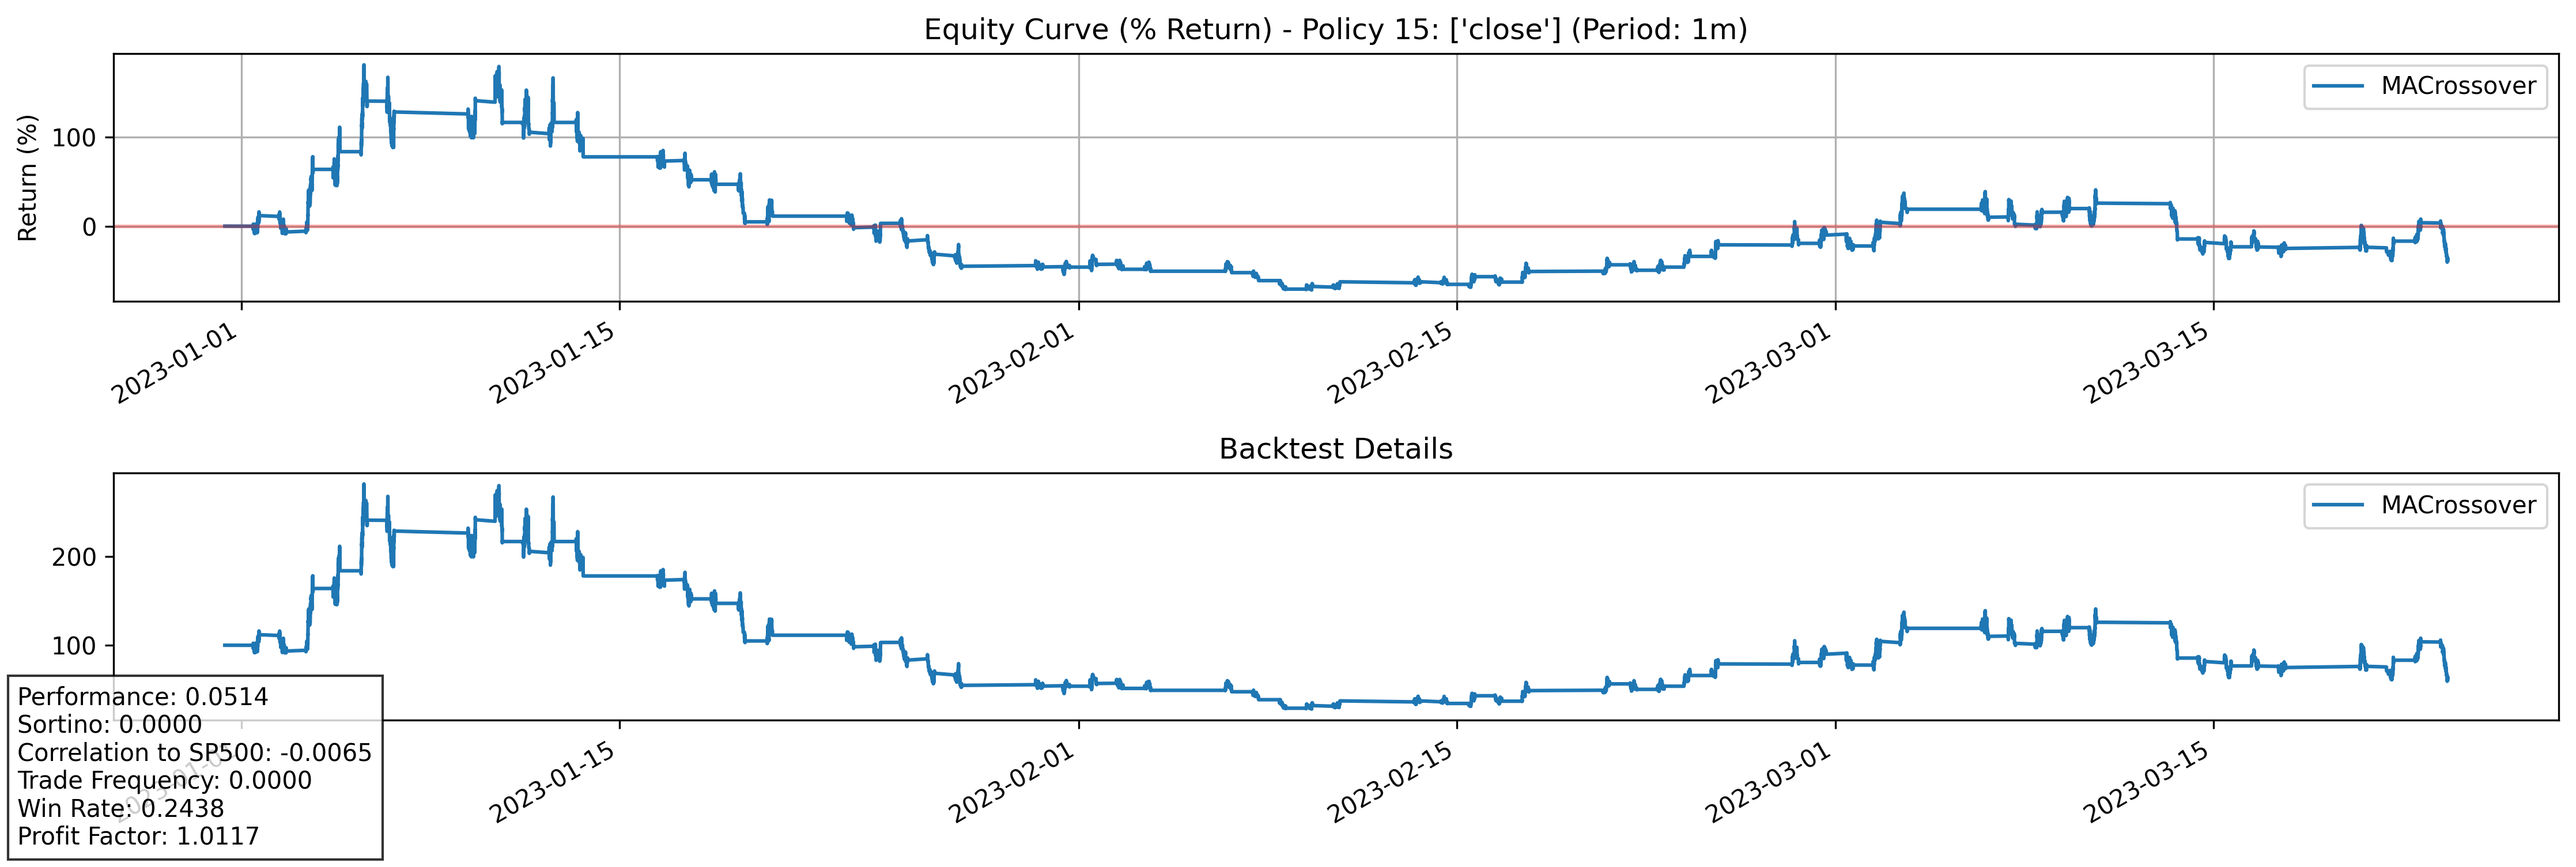 Equity Curve (% Return) - Policy 15: ['close'] (Period: 1m)
MACrossover
Return (%)
100
0
2023-01-01
2023-01-15
2023-02-01
2023-02-15
2023-03-01
2023-03-15
Backtest Details
MACrossover
200
100
Performance: 0.0514
Sortino: 0.0000
Correlation to SP500: -0.0065
Trade Frequency: 0.0000
Win Rate: 0.2438
Profit Factor: 1.0117
2023-01-15
2023-02-01
2023-02-15
2023-03-01
2023-03-15